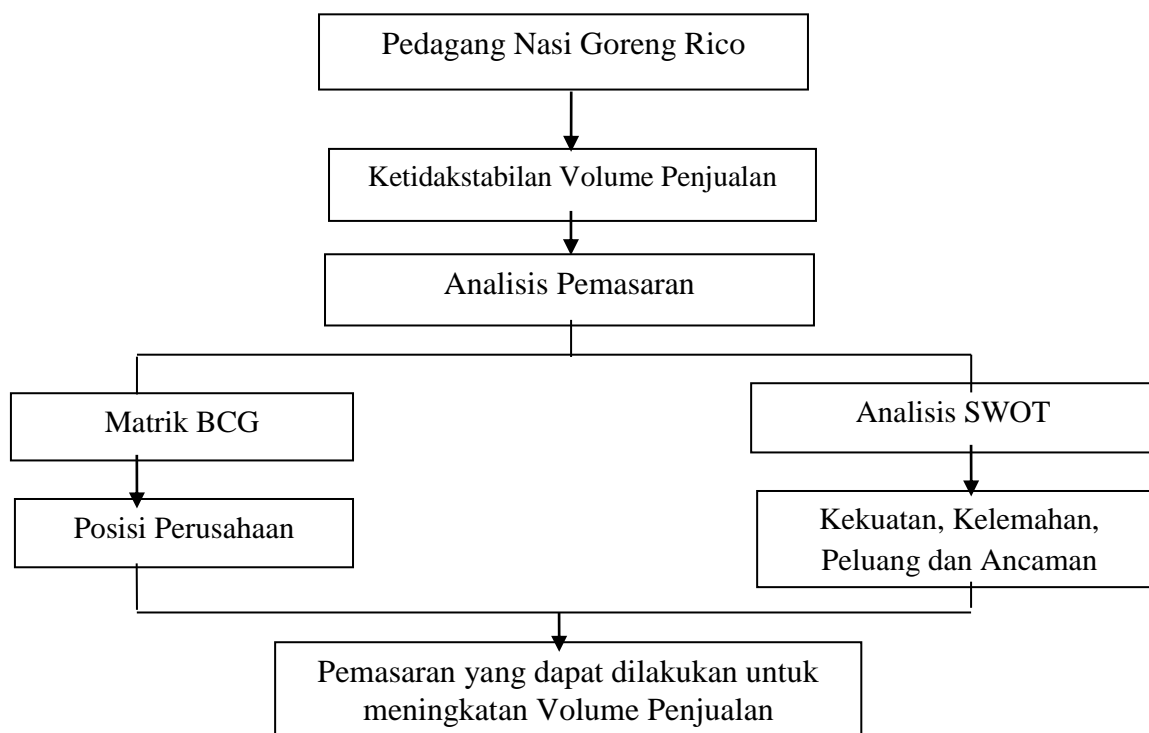 Pedagang Nasi Goreng Rico
Ketidakstabilan Volume Penjualan
Analisis Pemasaran
Matrik BCG
Analisis SWOT
Posisi Perusahaan
Kekuatan, Kelemahan,
Peluang dan Ancaman
Pemasaran yang dapat dilakukan untuk
meningkatan Volume Penjualan